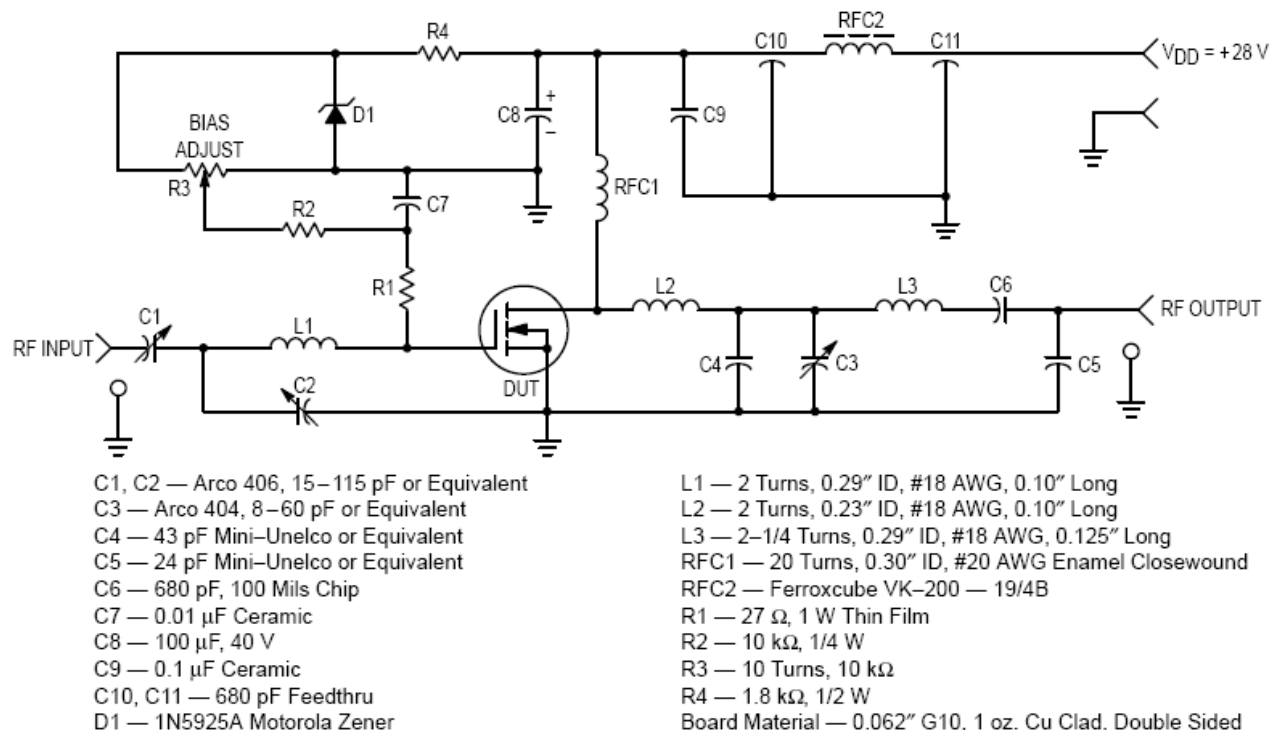 RFC2
R4
C10
C11
VDD = +28 V
D1
C8
+
–
C9
BIAS
ADJUST
R3
RFC1
C7
R2
R1
L2
L3
C6
C1
L1
RF OUTPUT
RF INPUT
C4
C3
C5
C2
DUT
C1, C2 — Arco 406, 15–115 pF or Equivalent
C3 — Arco 404, 8–60 pF or Equivalent
C4 — 43 pF Mini–Unelco or Equivalent
C5 — 24 pF Mini–Unelco or Equivalent
C6 — 680 pF, 100 Mils Chip
C7 — 0.01 μF Ceramic
C8 — 100 μF, 40 V
C9 — 0.1 μF Ceramic
C10, C11 — 680 pF Feedthru
D1 — 1N5925A Motorola Zener
L1 — 2 Turns, 0.29″ ID, #18 AWG, 0.10″ Long
L2 — 2 Turns, 0.23″ ID, #18 AWG, 0.10″ Long
L3 — 2–1/4 Turns, 0.29″ ID, #18 AWG, 0.125″ Long
RFC1 — 20 Turns, 0.30″ ID, #20 AWG Enamel Closewound
RFC2 — Ferroxcube VK–200 — 19/4B
R1 — 27 Ω, 1 W Thin Film
R2 — 10 kΩ, 1/4 W
R3 — 10 Turns, 10 kΩ
R4 — 1.8 kΩ, 1/2 W
Board Material — 0.062″ G10, 1 oz. Cu Clad, Double Sided